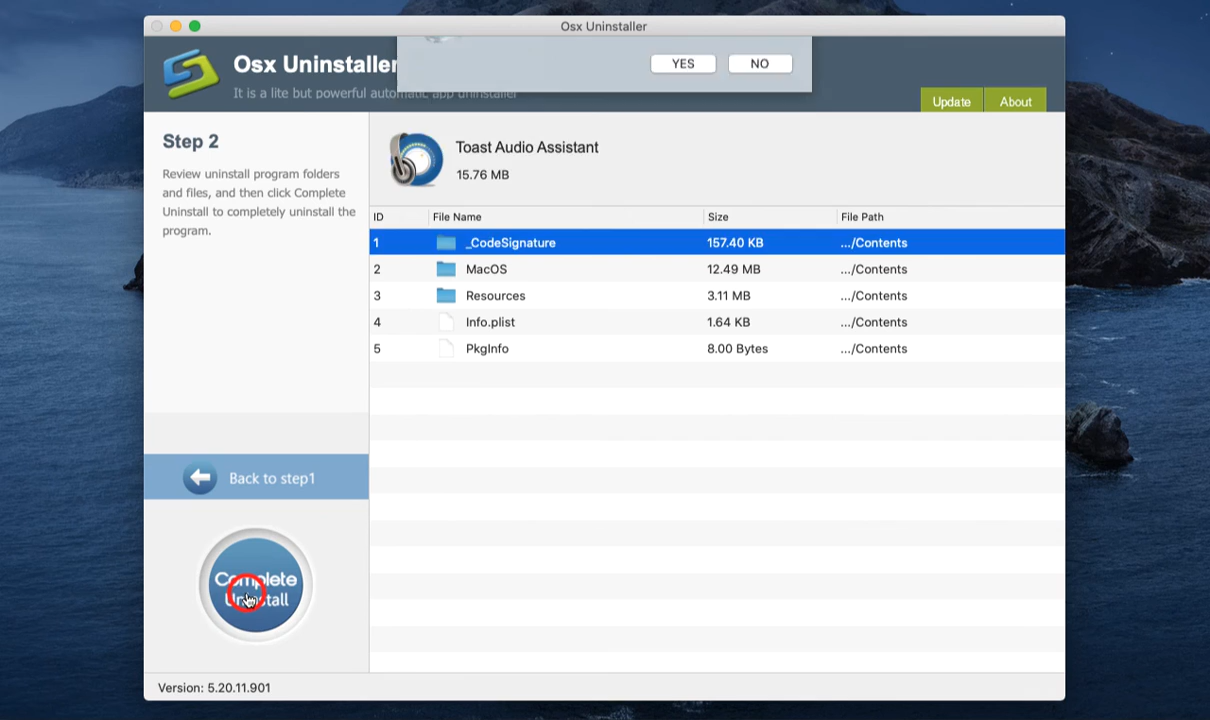 Osx Uninstaller
YES
NO
Osx Uninstaller
It is a lite but powerful automatic app uninstaller
Update
About
Step 2
Review uninstall program folders
and files, and then click Complete
Uninstall to completely uninstall the
program.
Toast Audio Assistant
15.76 MB
ID File Name Size File Path
1 _CodeSignature 157.40 KB .../Contents
2 MacOS 12.49 MB .../Contents
3 Resources 3.11 MB .../Contents
4 Info.plist 1.64 KB .../Contents
5 PkgInfo 8.00 Bytes .../Contents
Back to step1
Complete
Uninstall
Version: 5.20.11.901